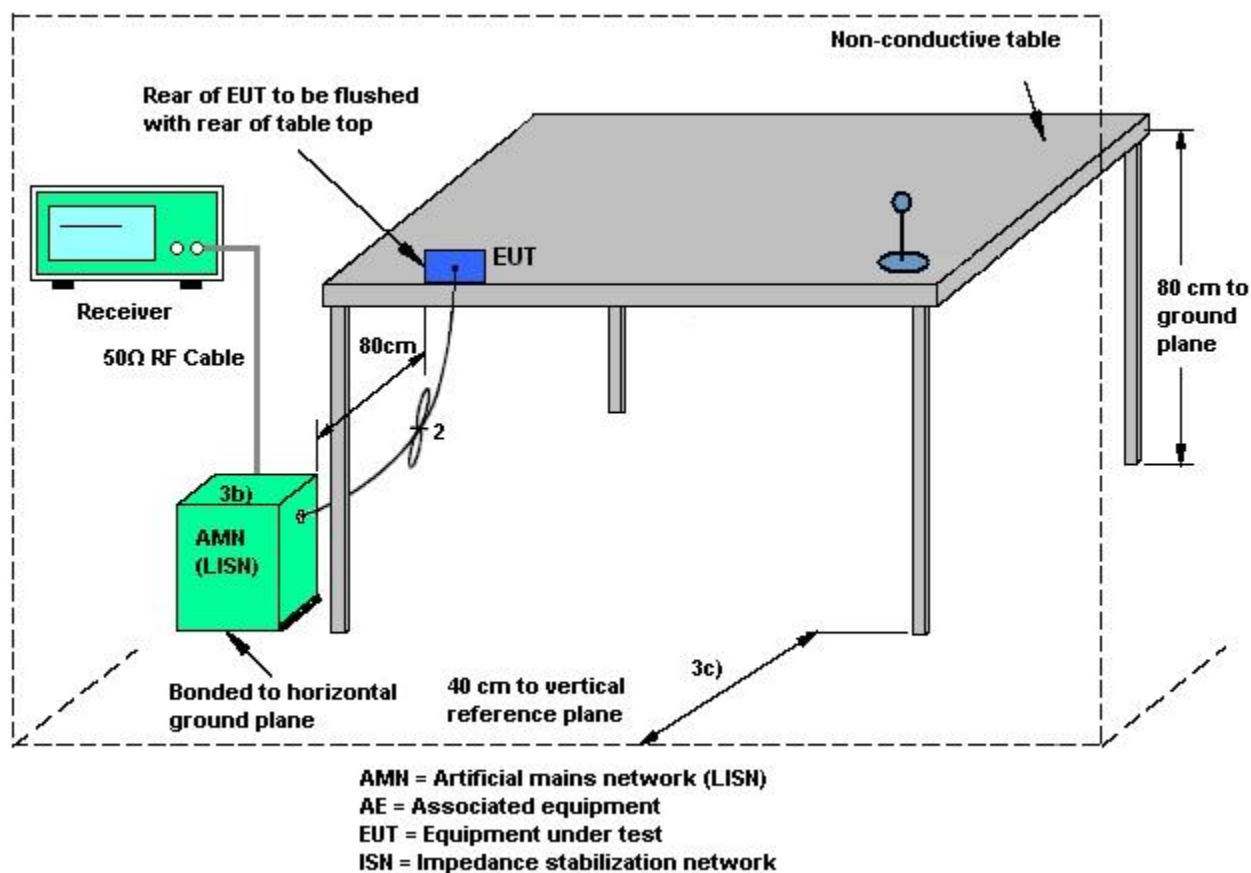 Non-conductive table
Rear of EUT to be flushed
with rear of table top
EUT
Receiver
80cm
80 cm to
ground
plane
50Ω RF Cable
2
3b)
AMN
(LISN)
3c)
Bonded to horizontal
ground plane
40 cm to vertical
reference plane
AMN = Artificial mains network (LISN)
AE = Associated equipment
EUT = Equipment under test
ISN = Impedance stabilization network